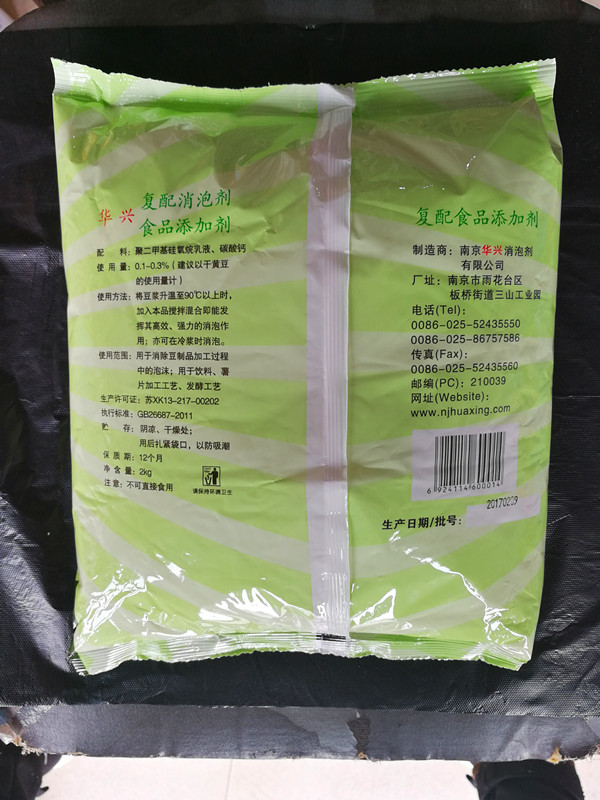 华兴 复配消泡剂
食品添加剂
配 料：聚二甲基硅氧烷乳液、碳酸钙
使 用 量：0.1-0.3%（建议以干黄豆
的使用量计）
使用方法：将豆浆升温至90℃以上时，
加入本品搅拌混合即能发
挥其高效、强力的消泡作
用；亦可在冷浆时消泡。
使用范围：用于消除豆制品加工过程
中的泡沫；用于饮料、薯
片加工工艺、发酵工艺
生产许可证：苏XK13-217-00202
执行标准：GB26687-2011
贮 存：阴凉、干燥处；
用后扎紧袋口，以防吸潮
保 质 期：12个月
净 含 量：2kg
注意：不可直接食用
请保持环境卫生
复配食品添加剂
制造商：南京华兴消泡剂
有限公司
厂址：南京市雨花台区
板桥街道三山工业园
电话(Tel)：
0086-025-52435550
0086-025-86757586
传真(Fax)：
0086-025-52435560
邮编(PC)：210039
网址(Website)：
www.njhuaxing.com
6 924114 600014
生产日期/批号：